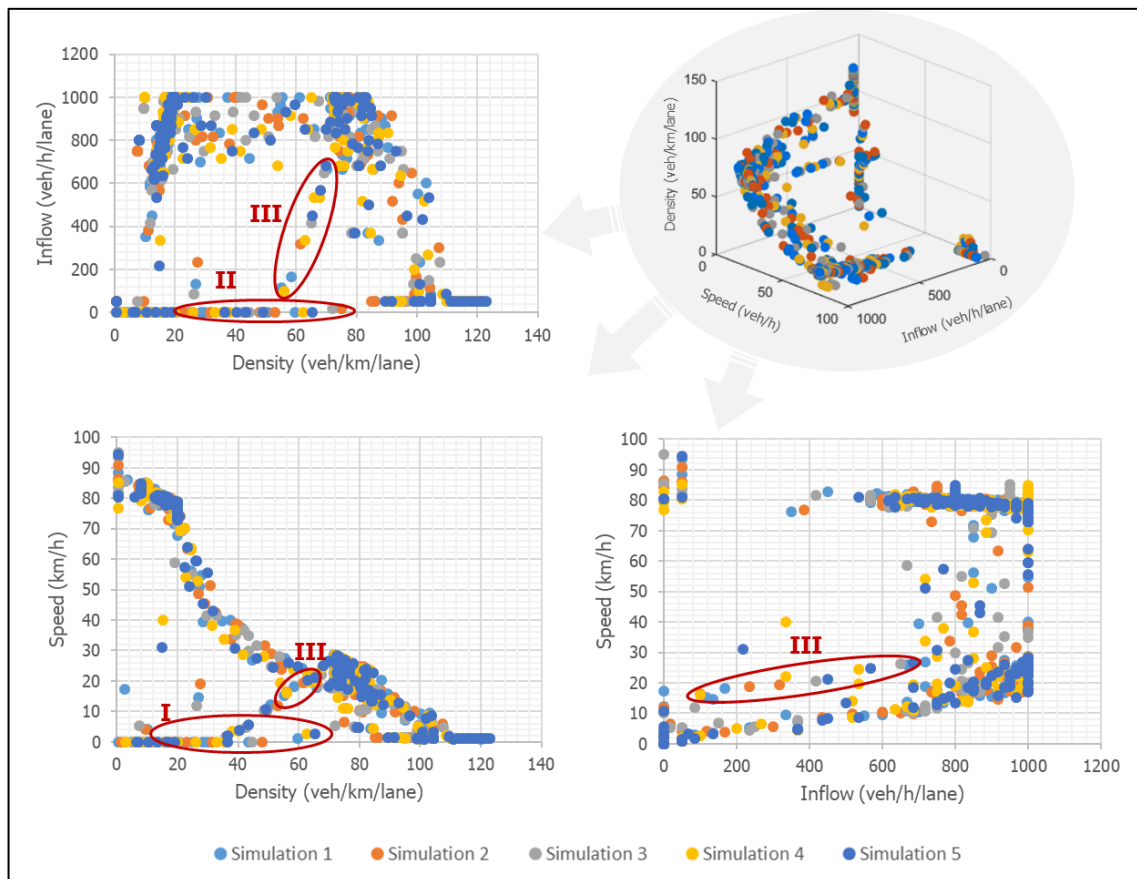 1200
1000
800
600
400
200
0
Inflow (veh/h/lane)
III
II
0 20 40 60 80 100 120 140
Density (veh/km/lane)
150
100
50
0
Density (veh/km/lane)
0
50
100
Speed (veh/h)
1000
500
0
Inflow (veh/h/lane)
100
90
80
70
60
50
40
30
20
10
0
Speed (km/h)
III
I
0 20 40 60 80 100 120 140
Density (veh/km/lane)
100
90
80
70
60
50
40
30
20
10
0
Speed (km/h)
III
0 200 400 600 800 1000 1200
Inflow (veh/h/lane)
Simulation 1 Simulation 2 Simulation 3 Simulation 4 Simulation 5